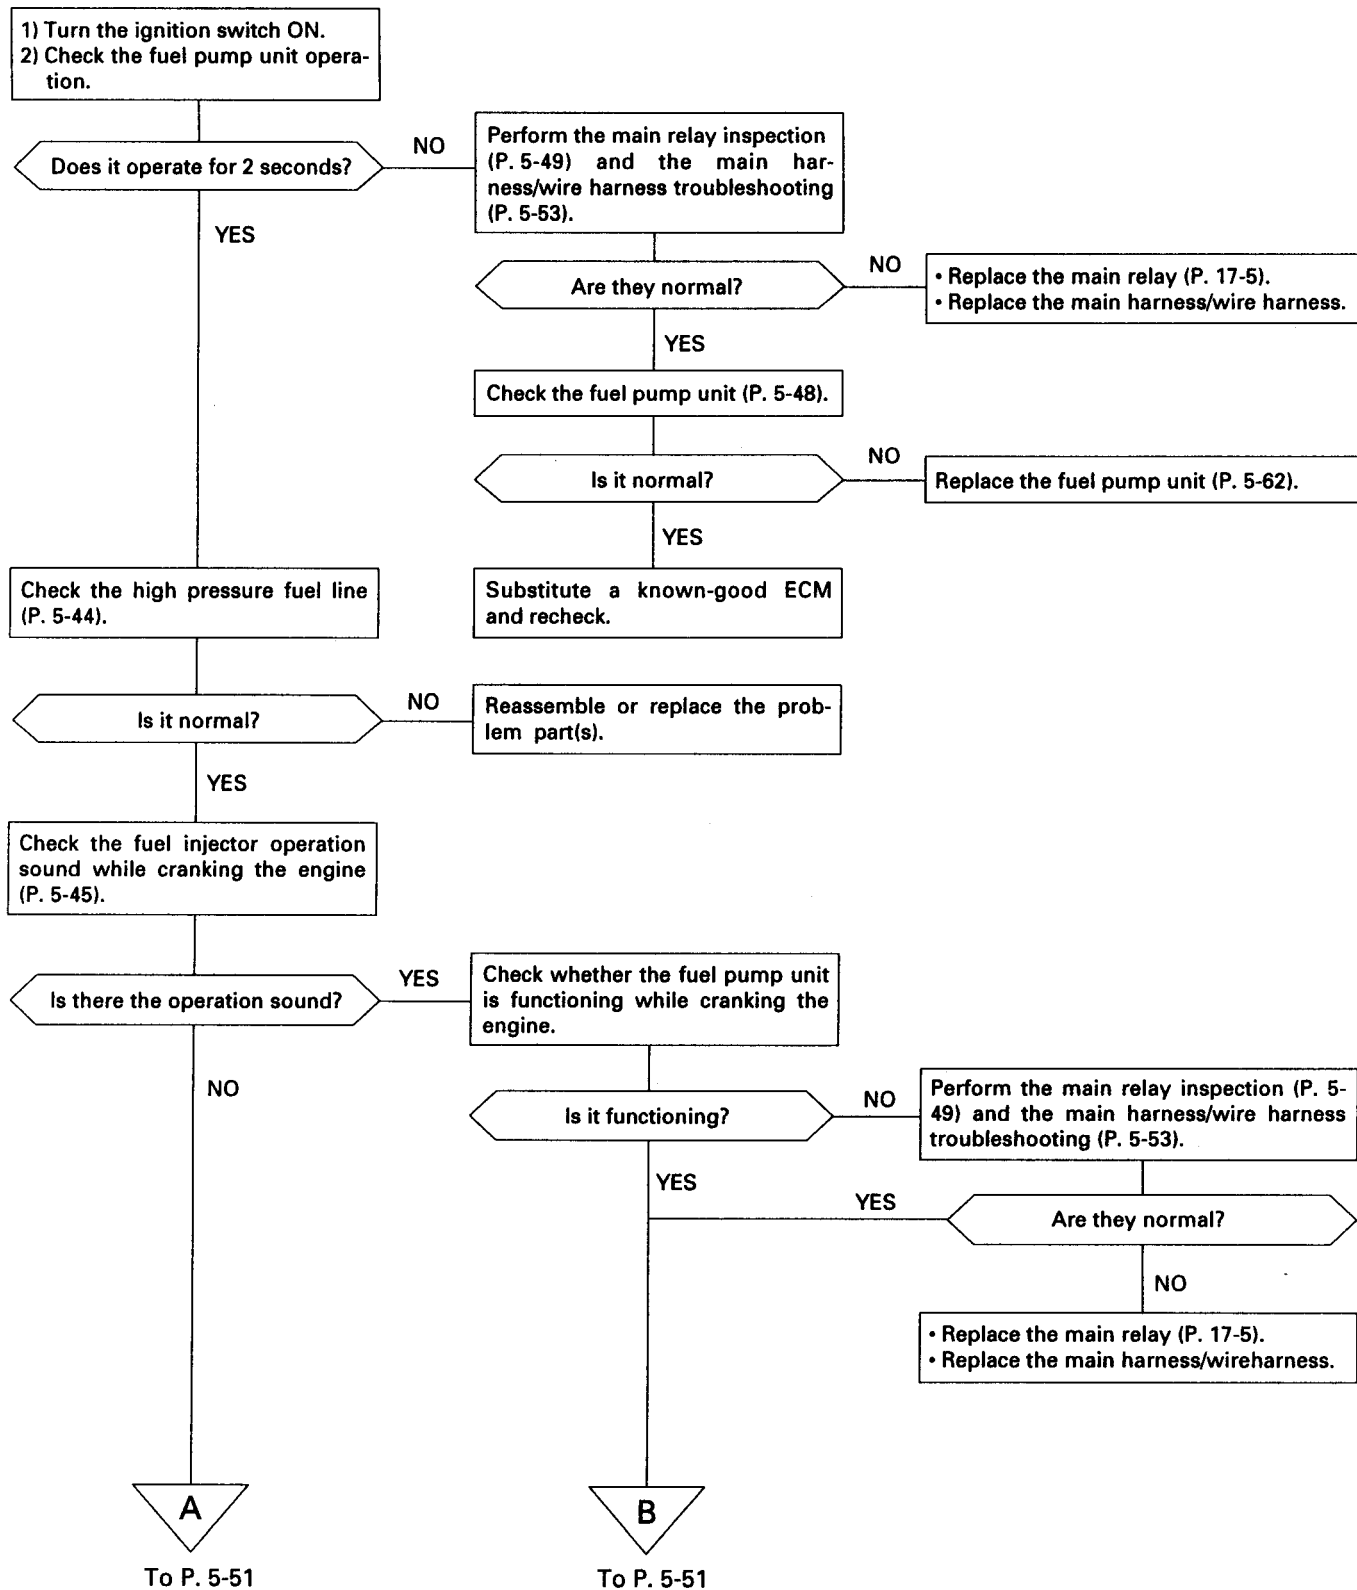 1) Turn the ignition switch ON.
2) Check the fuel pump unit opera-
tion.
Does it operate for 2 seconds?
NO
Perform the main relay inspection
(P. 5-49) and the main har-
ness/wire harness troubleshooting
(P. 5-53).
YES
Are they normal?
NO
• Replace the main relay (P. 17-5).
• Replace the main harness/wire harness.
YES
Check the fuel pump unit (P. 5-48).
Is it normal?
NO
Replace the fuel pump unit (P. 5-62).
YES
Substitute a known-good ECM
and recheck.
Check the high pressure fuel line
(P. 5-44).
Is it normal?
NO
Reassemble or replace the prob-
lem part(s).
YES
Check the fuel injector operation
sound while cranking the engine
(P. 5-45).
Is there the operation sound?
YES
Check whether the fuel pump unit
is functioning while cranking the
engine.
NO
Is it functioning?
NO
Perform the main relay inspection (P. 5-
49) and the main harness/wire harness
troubleshooting (P. 5-53).
YES
YES
Are they normal?
NO
• Replace the main relay (P. 17-5).
• Replace the main harness/wireharness.
A
To P. 5-51
B
To P. 5-51